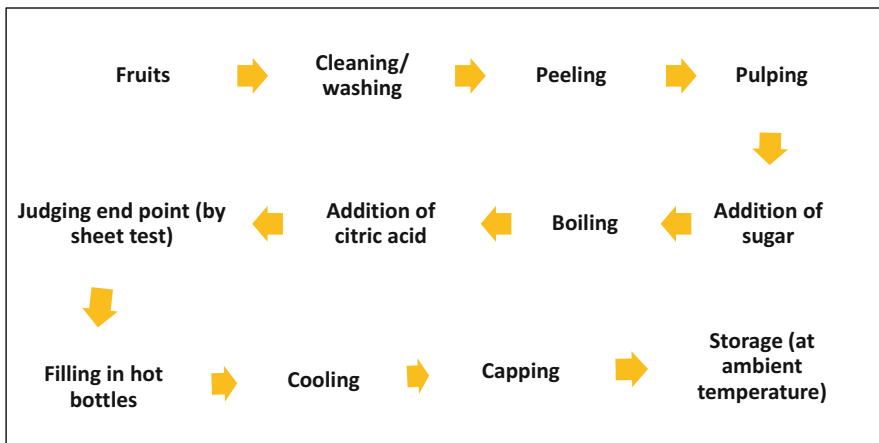 Fruits
Cleaning/
washing
Peeling
Pulping
Addition of
sugar
Boiling
Addition of
citric acid
Judging end point (by
sheet test)
Filling in hot
bottles
Cooling
Capping
Storage (at
ambient
temperature)